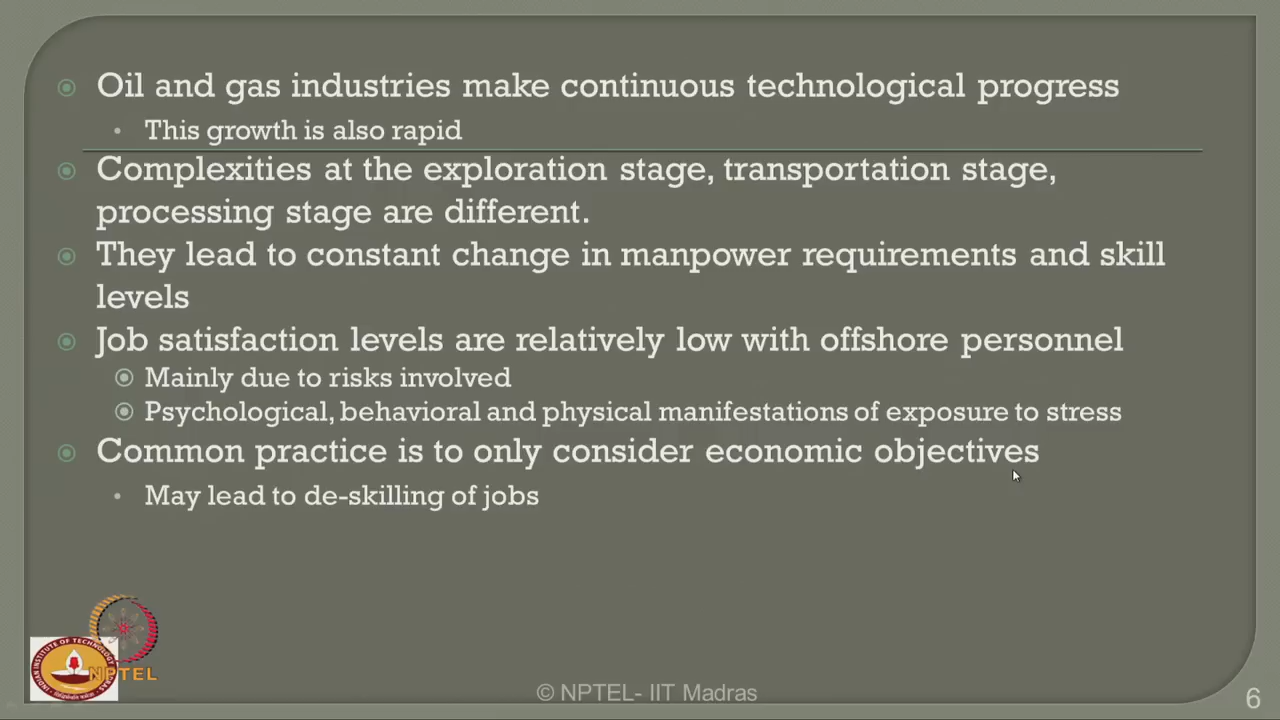 Oil and gas industries make continuous technological progress
This growth is also rapid
Complexities at the exploration stage, transportation stage,
processing stage are different.
They lead to constant change in manpower requirements and skill
levels
Job satisfaction levels are relatively low with offshore personnel
Mainly due to risks involved
Psychological, behavioral and physical manifestations of exposure to stress
Common practice is to only consider economic objectives
May lead to de-skilling of jobs
NPTEL
© NPTEL- IIT Madras
6